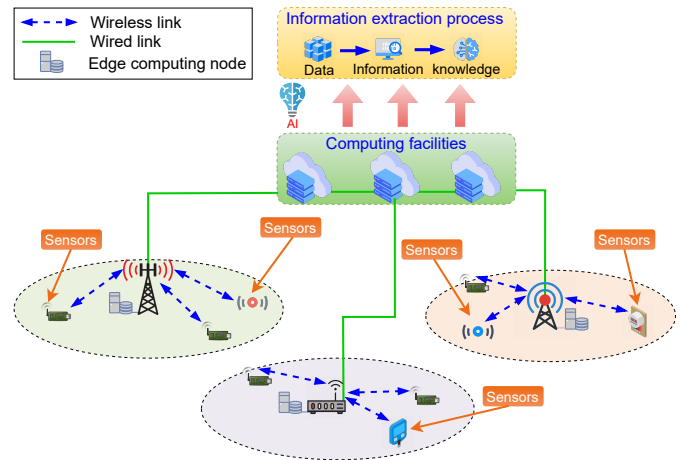 Wireless link
Wired link
Edge computing node
Information extraction process
Data
Information
knowledge
AI
Computing facilities
Sensors
Sensors
Sensors
Sensors
Sensors